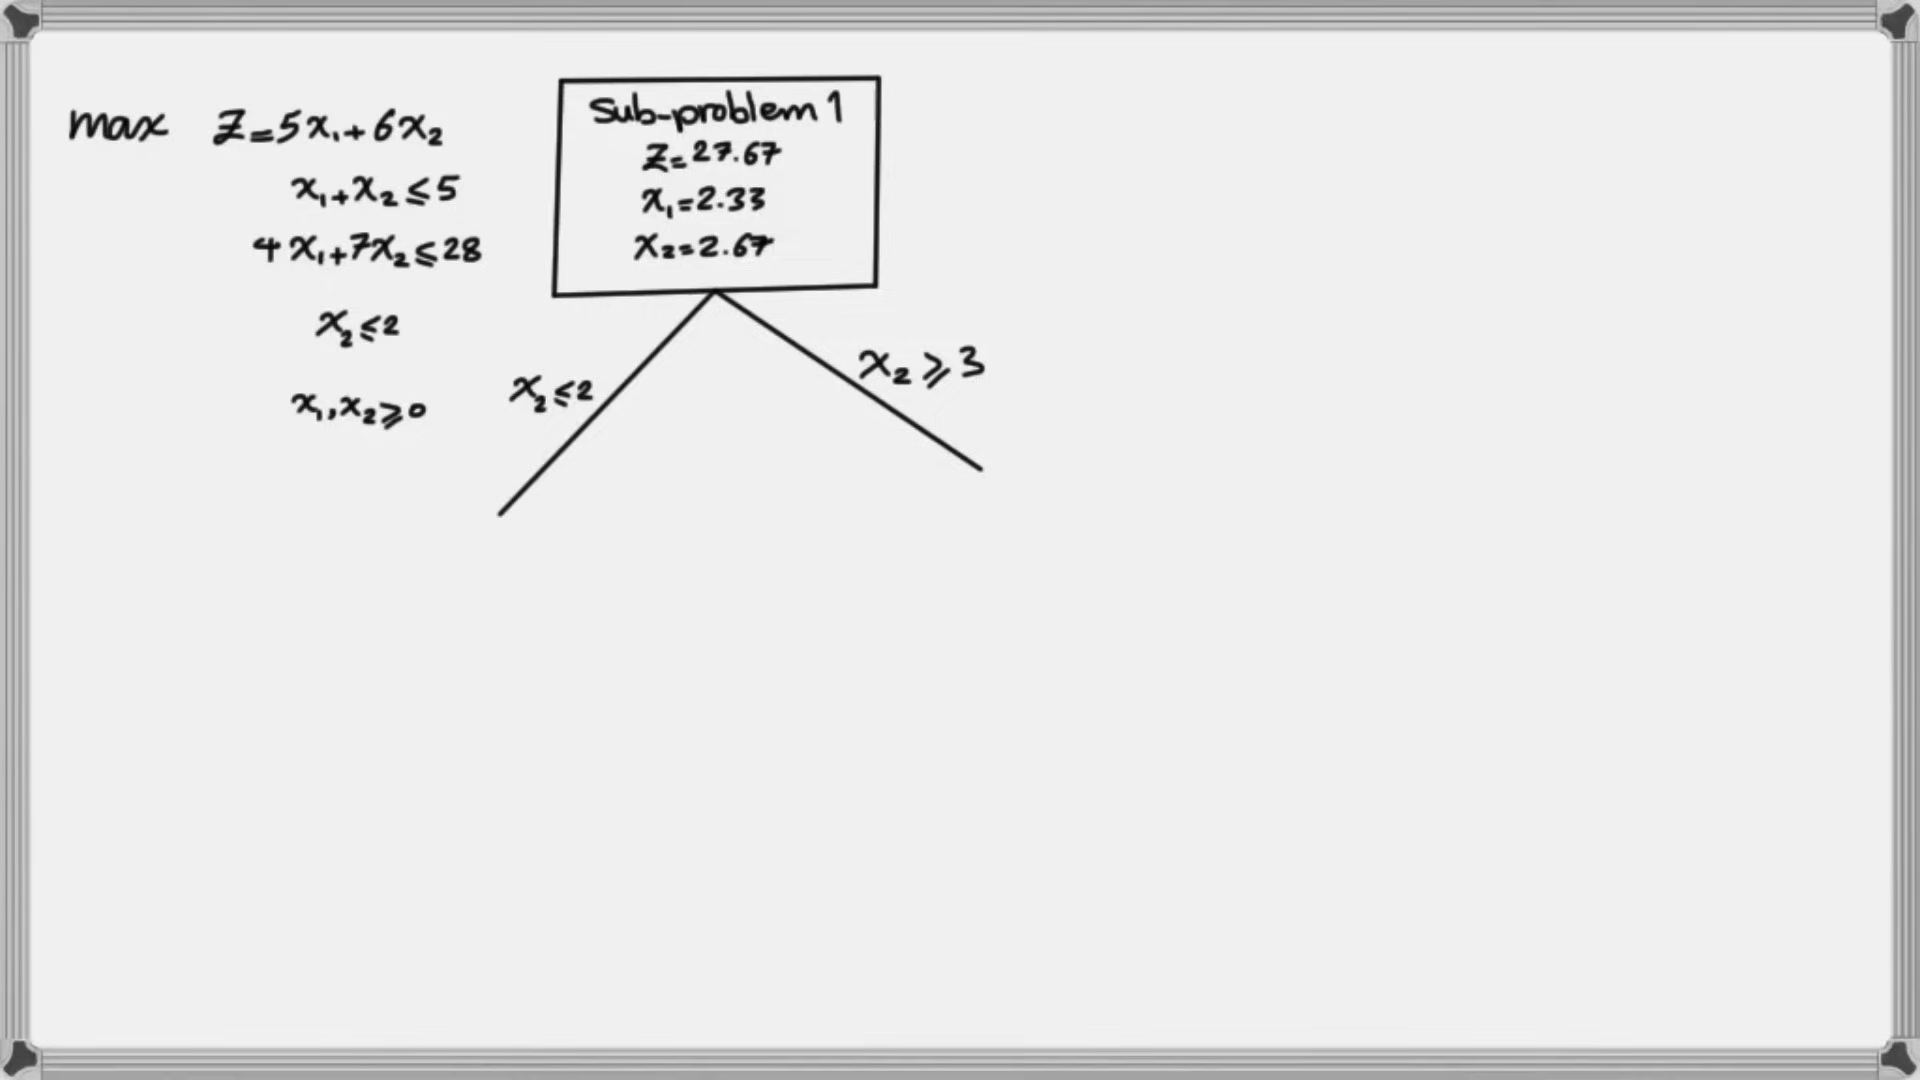 max Z=5x₁+6x₂
x₁+x₂≤5
4x₁+7x₂≤28
x₂≤2
x₁,x₂≥0
Sub-problem 1
Z=27.67
x₁=2.33
x₂=2.67
x₂≤2
x₂≥3